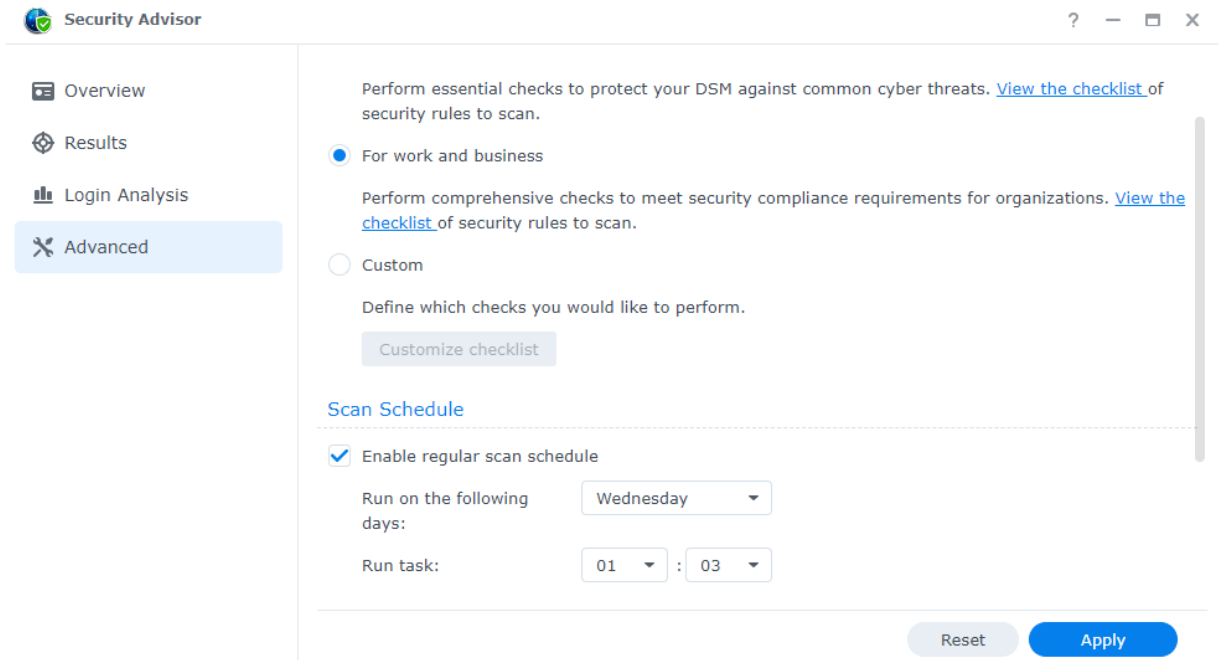 Security Advisor
?
Overview
Results
Login Analysis
Advanced
Perform essential checks to protect your DSM against common cyber threats. View the checklist of
security rules to scan.
For work and business
Perform comprehensive checks to meet security compliance requirements for organizations. View the
checklist of security rules to scan.
Custom
Define which checks you would like to perform.
Customize checklist
Scan Schedule
Enable regular scan schedule
Run on the following
days:
Wednesday
Run task:
01 : 03
Reset
Apply